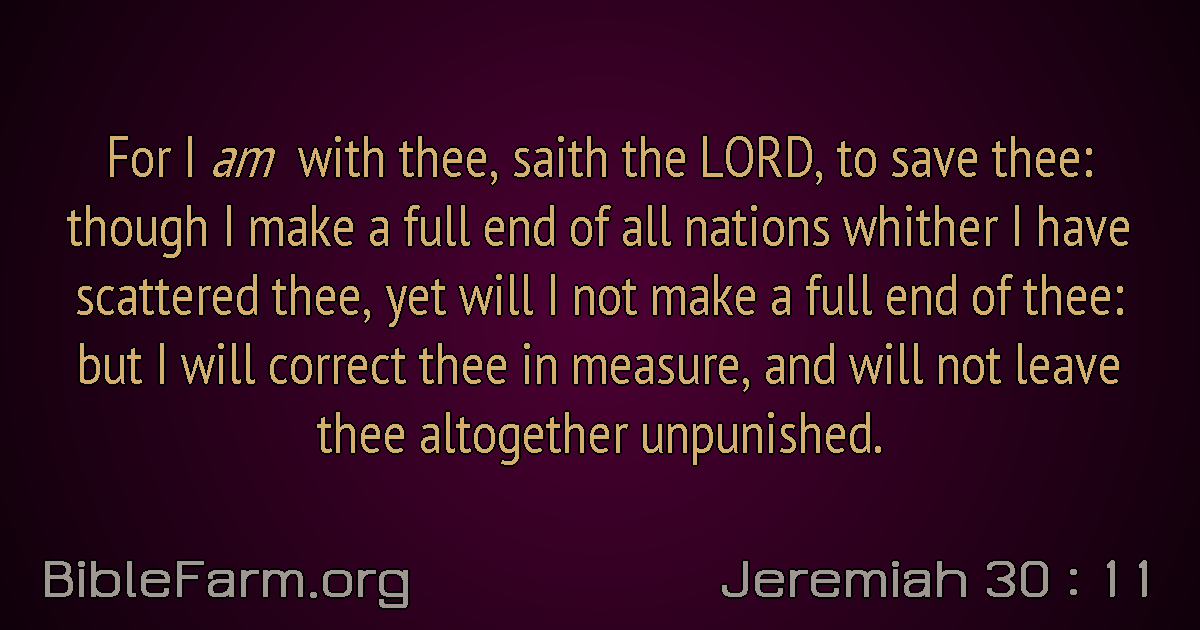 For I am with thee, saith the LORD, to save thee:
though I make a full end of all nations whither I have
scattered thee, yet will I not make a full end of thee:
but I will correct thee in measure, and will not leave
thee altogether unpunished.
BibleFarm.org
Jeremiah 30 : 11